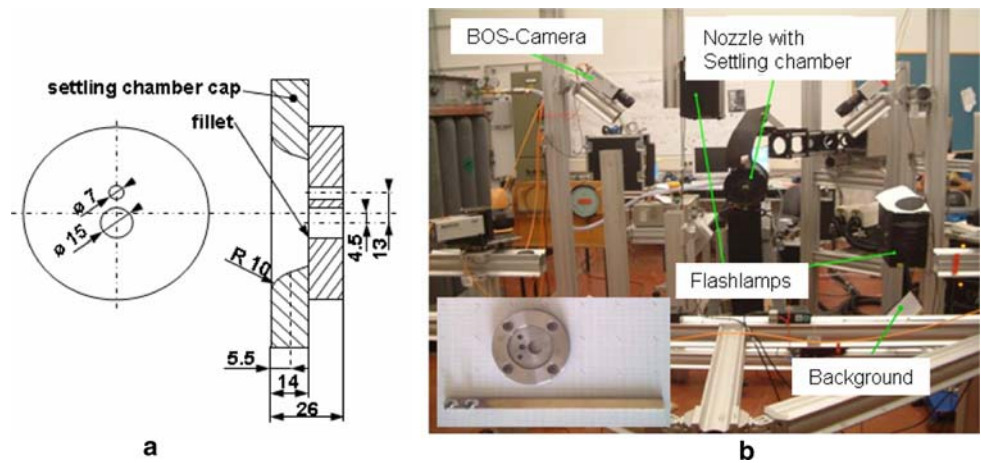 settling chamber cap
fillet
ø 7
ø 15
R 10
4.5
13
5.5
14
26
a
BOS-Camera
Nozzle with
Settling chamber
Flashlamps
Background
b